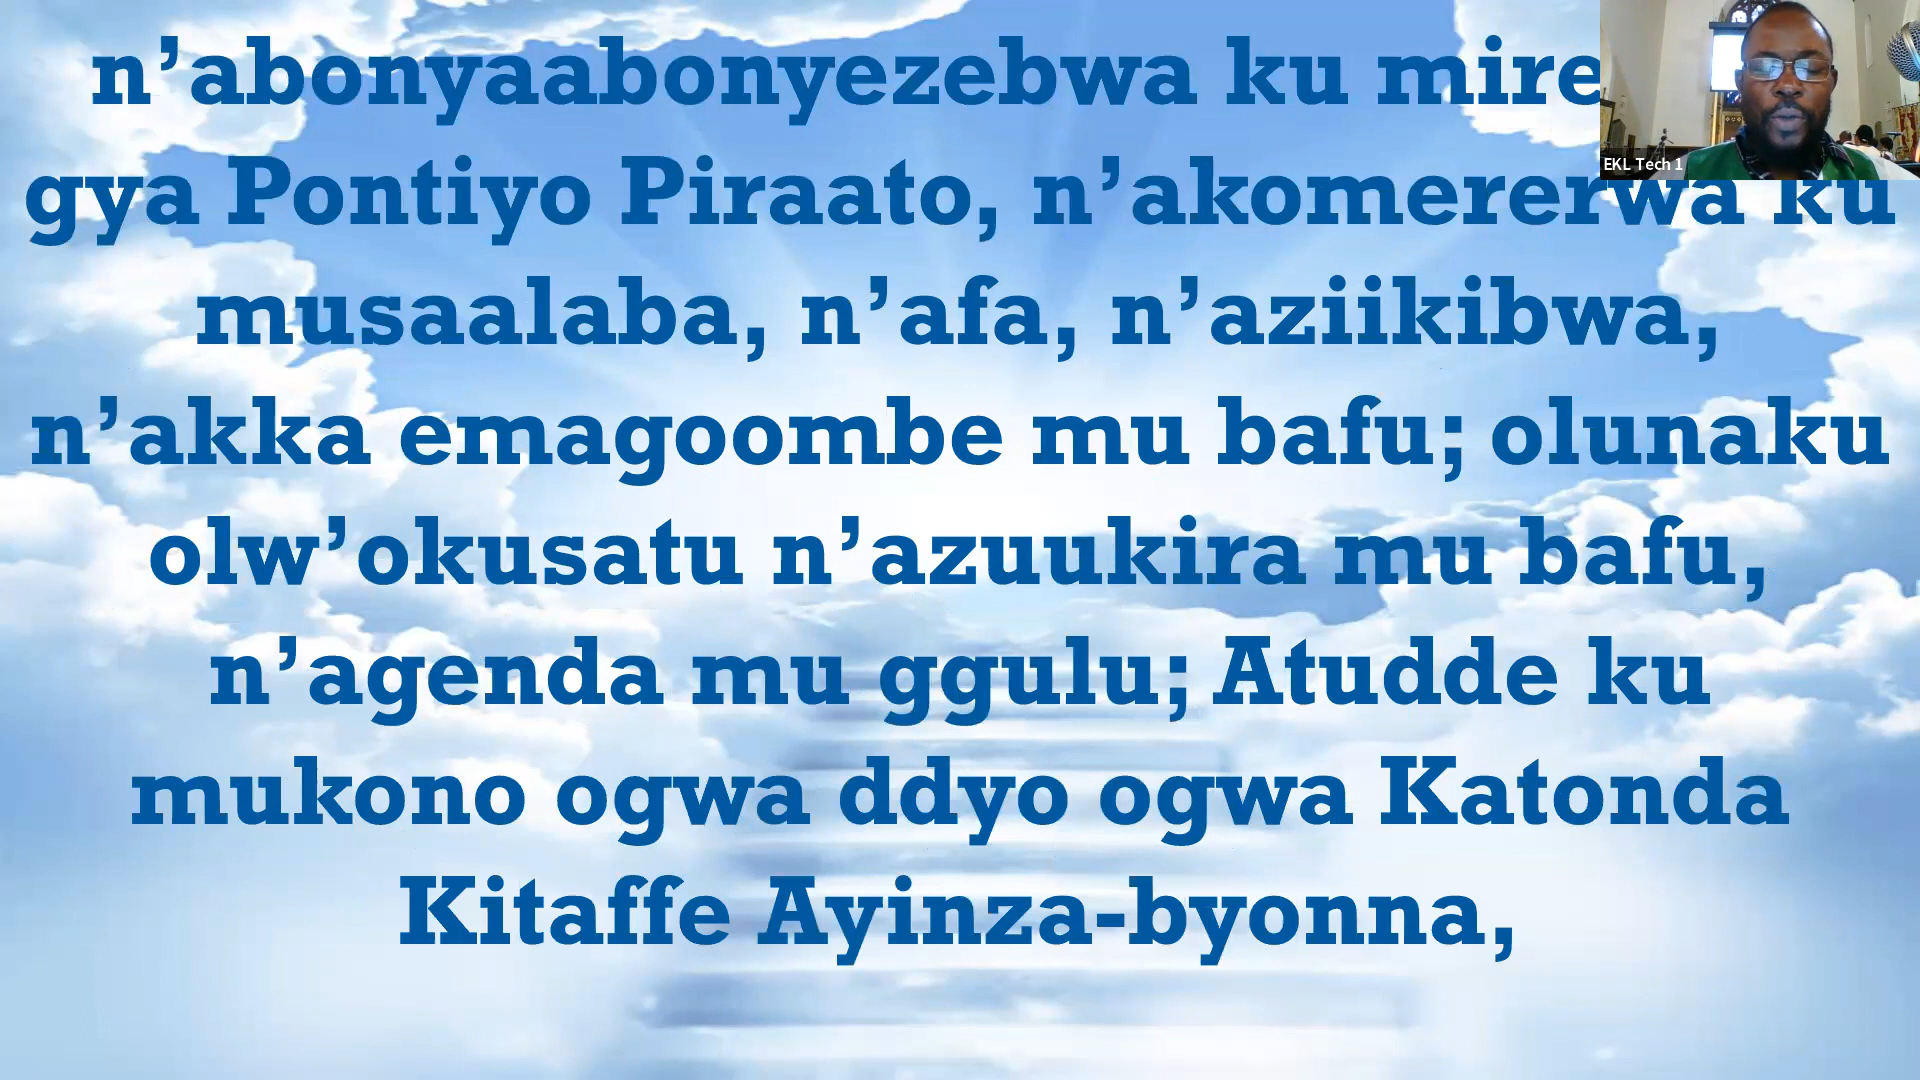 n’abonyaabonyezebwa ku mire
gya Pontiyo Piraato, n’akomererwa ku
musaalaba, n’afa, n’aziikibwa,
n’akka emagoombe mu bafu; olunaku
olw’okusatu n’azuukira mu bafu,
n’agenda mu ggulu; Atudde ku
mukono ogwa ddyo ogwa Katonda
Kitaffe Ayinza-byonna,
EKL Tech 1